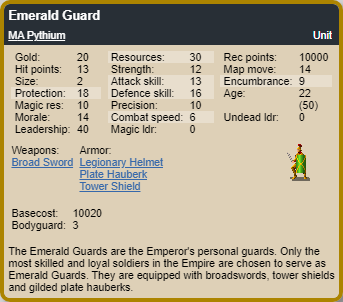 Emerald Guard
MA Pythium Unit
Gold: 20 Resources: 30 Rec points: 10000
Hit points: 13 Strength: 12 Map move: 14
Size: 2 Attack skill: 13 Encumbrance: 9
Protection: 18 Defence skill: 16 Age: 22
Magic res: 10 Precision: 10 (50)
Morale: 14 Combat speed: 6 Undead ldr: 0
Leadership: 40 Magic ldr: 0
Weapons: Armor:
Broad Sword Legionary Helmet
Plate Hauberk
Tower Shield
Basecost: 10020
Bodyguard: 3
The Emerald Guards are the Emperor's personal guards. Only the
most skilled and loyal soldiers in the Empire are chosen to serve as
Emerald Guards. They are equipped with broadswords, tower shields
and gilded plate hauberks.